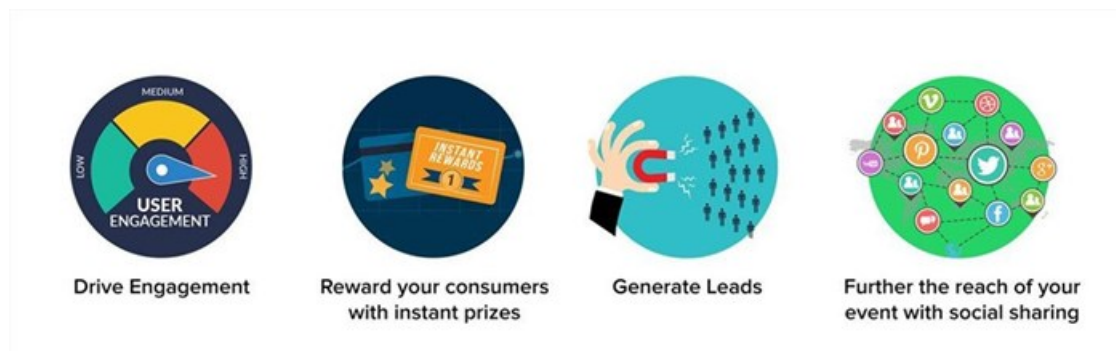 MEDIUM
LOW
HIGH
USER
ENGAGEMENT
INSTANT
REWARDS
1
Drive Engagement
Reward your consumers
with instant prizes
Generate Leads
Further the reach of your
event with social sharing